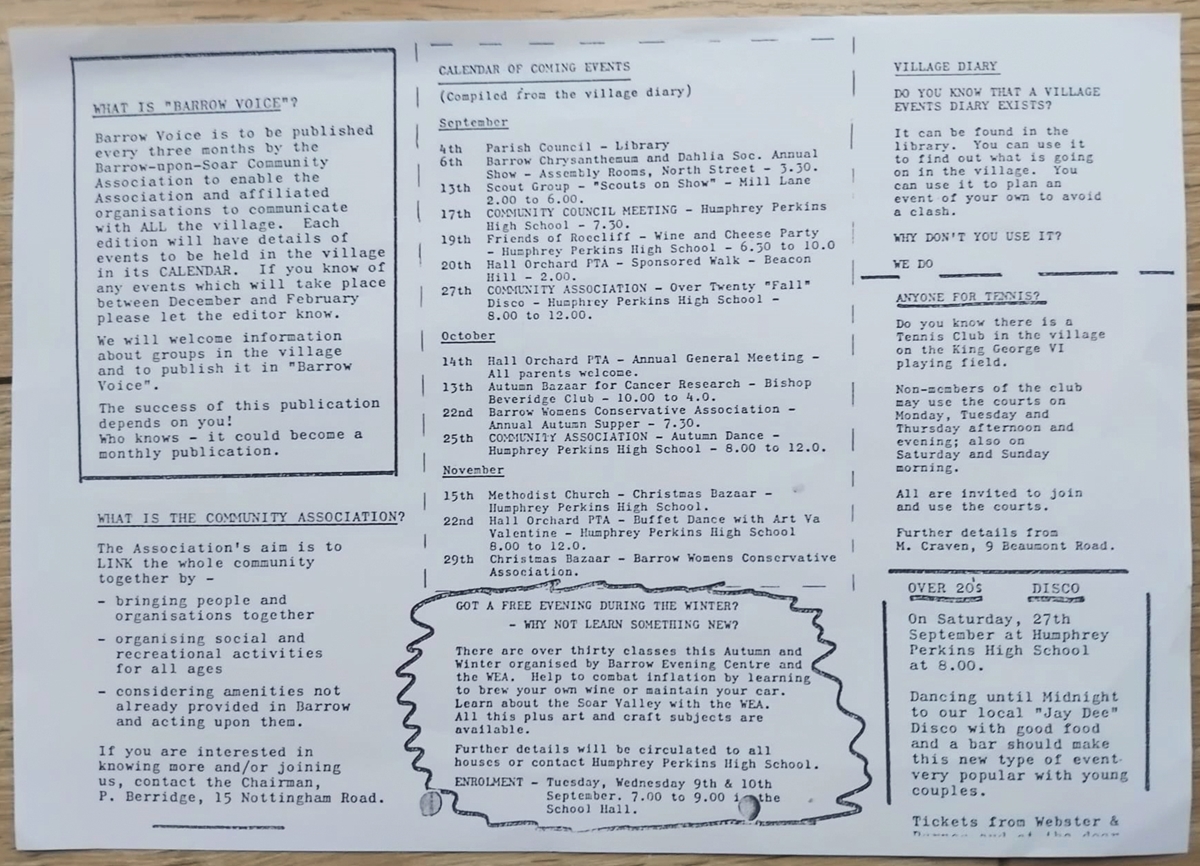 WHAT IS "BARROW VOICE"?
Barrow Voice is to be published
every three months by the
Barrow-upon-Soar Community
Association to enable the
Association and affiliated
organisations to communicate
with ALL the village. Each
edition will have details of
events to be held in the village
in its CALENDAR. If you know of
any events which will take place
between December and February
please let the editor know.
We will welcome information
about groups in the village
and to publish it in "Barrow
Voice".
The success of this publication
depends on you!
Who knows - it could become a
monthly publication.
WHAT IS THE COMMUNITY ASSOCIATION?
The Association's aim is to
LINK the whole community
together by -
- bringing people and
organisations together
- organising social and
recreational activities
for all ages
- considering amenities not
already provided in Barrow
and acting upon them.
If you are interested in
knowing more and/or joining
us, contact the Chairman,
P. Berridge, 15 Nottingham Road.
CALENDAR OF COMING EVENTS
(Compiled from the village diary)
September
4th Parish Council - Library
6th Barrow Chrysanthemum and Dahlia Soc. Annual
Show - Assembly Rooms, North Street - 3.30.
13th Scout Group - "Scouts on Show" - Mill Lane
2.00 to 6.00.
17th COMMUNITY COUNCIL MEETING - Humphrey Perkins
High School - 7.30.
19th Friends of Roecliff - Wine and Cheese Party
- Humphrey Perkins High School - 6.30 to 10.0
20th Hall Orchard PTA - Sponsored Walk - Beacon
Hill - 2.00.
27th COMMUNITY ASSOCIATION - Over Twenty "Fall"
Disco - Humphrey Perkins High School -
8.00 to 12.00.
October
14th Hall Orchard PTA - Annual General Meeting -
All parents welcome.
13th Autumn Bazaar for Cancer Research - Bishop
Beveridge Club - 10.00 to 4.0.
22nd Barrow Womens Conservative Association -
Annual Autumn Supper - 7.30.
25th COMMUNITY ASSOCIATION - Autumn Dance -
Humphrey Perkins High School - 8.00 to 12.0.
November
15th Methodist Church - Christmas Bazaar -
Humphrey Perkins High School.
22nd Hall Orchard PTA - Buffet Dance with Art Va
Valentine - Humphrey Perkins High School
8.00 to 12.0.
29th Christmas Bazaar - Barrow Womens Conservative
Association.
GOT A FREE EVENING DURING THE WINTER?
- WHY NOT LEARN SOMETHING NEW?
There are over thirty classes this Autumn and
Winter organised by Barrow Evening Centre and
the WEA. Help to combat inflation by learning
to brew your own wine or maintain your car.
Learn about the Soar Valley with the WEA.
All this plus art and craft subjects are
available.
Further details will be circulated to all
houses or contact Humphrey Perkins High School.
ENROLMENT - Tuesday, Wednesday 9th & 10th
September. 7.00 to 9.00 in the
School Hall.
VILLAGE DIARY
DO YOU KNOW THAT A VILLAGE
EVENTS DIARY EXISTS?
It can be found in the
library. You can use it
to find out what is going
on in the village. You
can use it to plan an
event of your own to avoid
a clash.
WHY DON'T YOU USE IT?
WE DO
ANYONE FOR TENNIS?
Do you know there is a
Tennis Club in the village
on the King George VI
playing field.
Non-members of the club
may use the courts on
Monday, Tuesday and
Thursday afternoon and
evening; also on
Saturday and Sunday
morning.
All are invited to join
and use the courts.
Further details from
M. Craven, 9 Beaumont Road.
OVER 20's DISCO
On Saturday, 27th
September at Humphrey
Perkins High School
at 8.00.
Dancing until Midnight
to our local "Jay Dee"
Disco with good food
and a bar should make
this new type of event
very popular with young
couples.
Tickets from Webster &